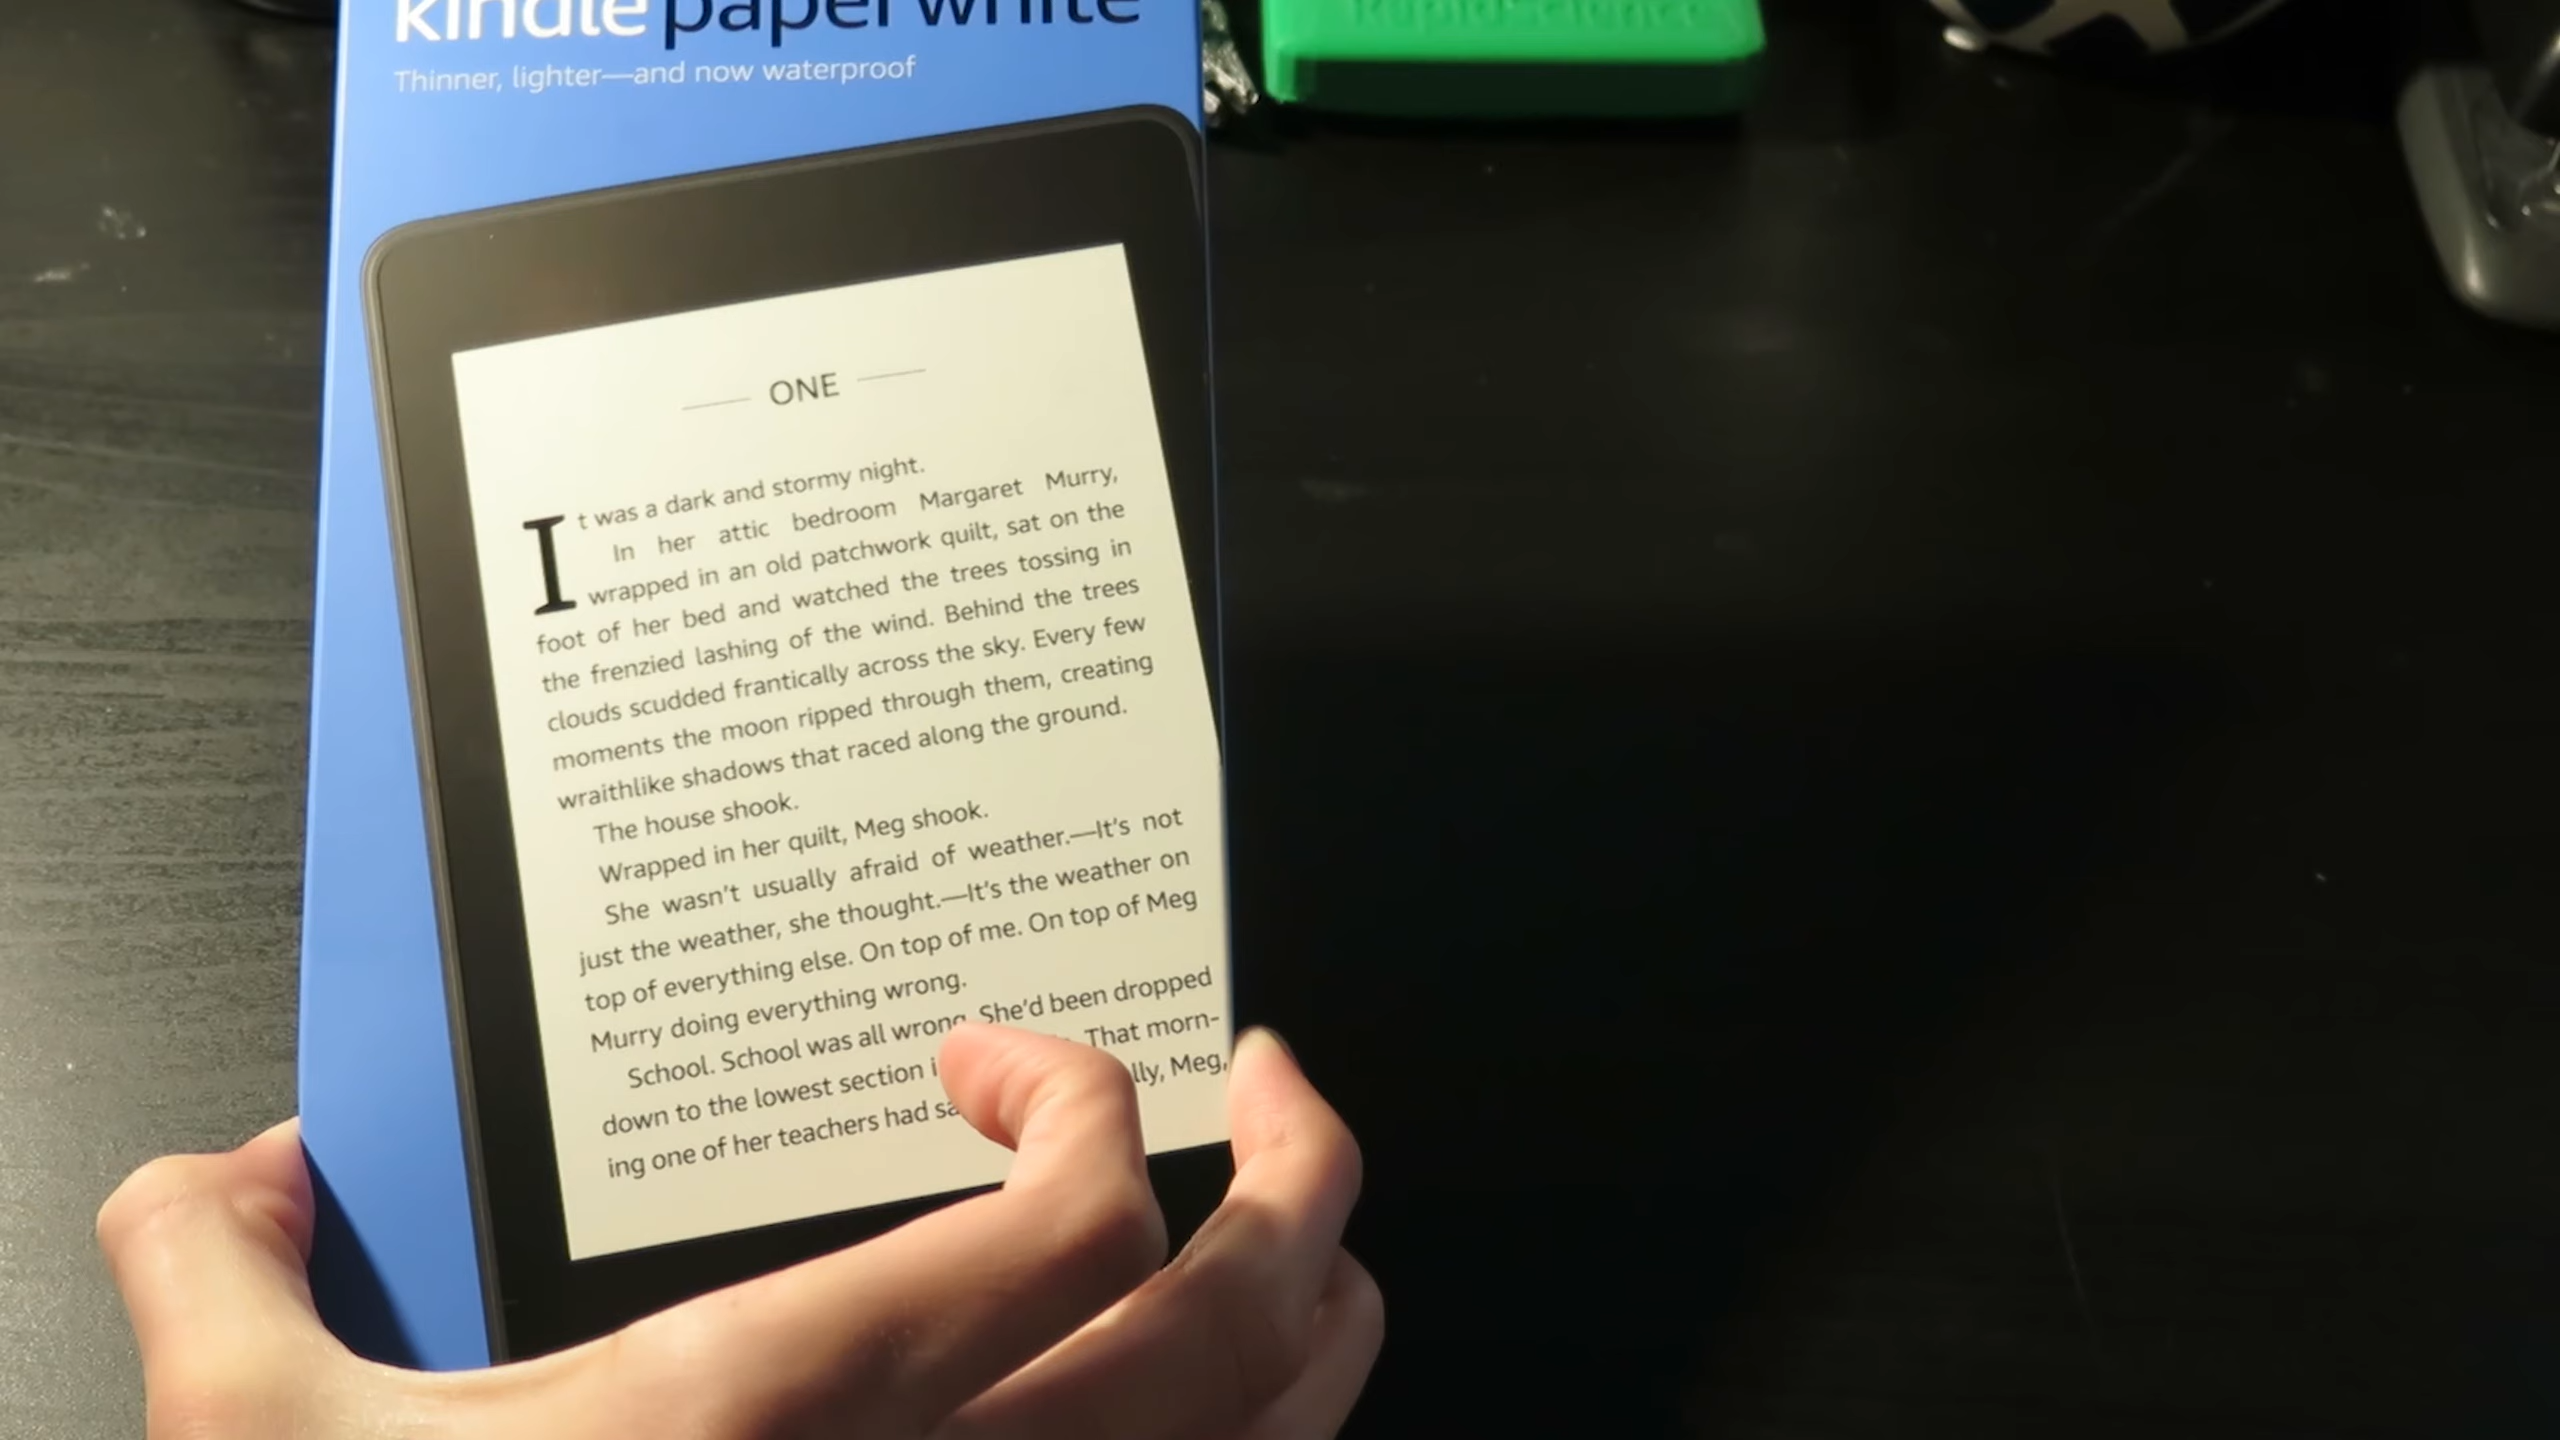 kindle paperwhite
Thinner, lighter—and now waterproof
ONE
It was a dark and stormy night.
In her attic bedroom Margaret Murry,
wrapped in an old patchwork quilt, sat on the
foot of her bed and watched the trees tossing in
the frenzied lashing of the wind. Behind the trees
clouds scudded frantically across the sky. Every few
moments the moon ripped through them, creating
wraithlike shadows that raced along the ground.
The house shook.
Wrapped in her quilt, Meg shook.
She wasn't usually afraid of weather.—It's not
just the weather, she thought.—It's the weather on
top of everything else. On top of me. On top of Meg
Murry doing everything wrong.
School. School was all wrong. She'd been dropped
down to the lowest section That morn-
ing one of her teachers had Meg,